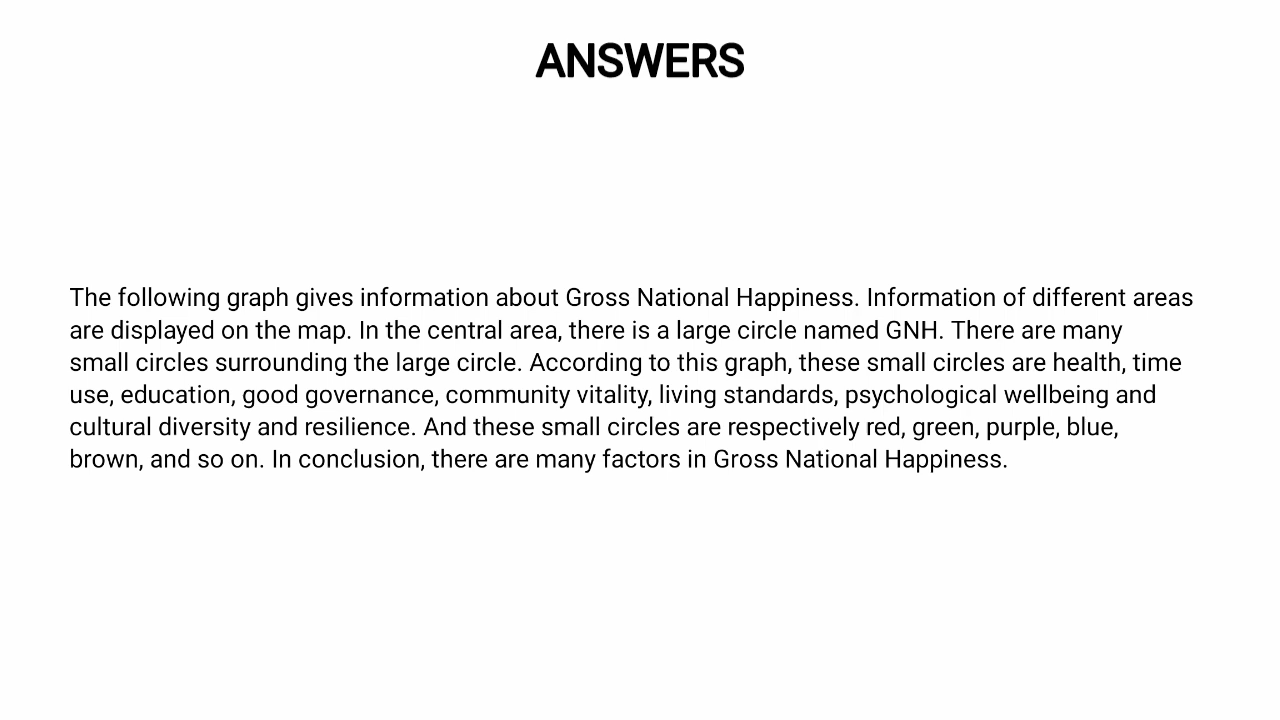 ANSWERS
The following graph gives information about Gross National Happiness. Information of different areas
are displayed on the map. In the central area, there is a large circle named GNH. There are many
small circles surrounding the large circle. According to this graph, these small circles are health, time
use, education, good governance, community vitality, living standards, psychological wellbeing and
cultural diversity and resilience. And these small circles are respectively red, green, purple, blue,
brown, and so on. In conclusion, there are many factors in Gross National Happiness.